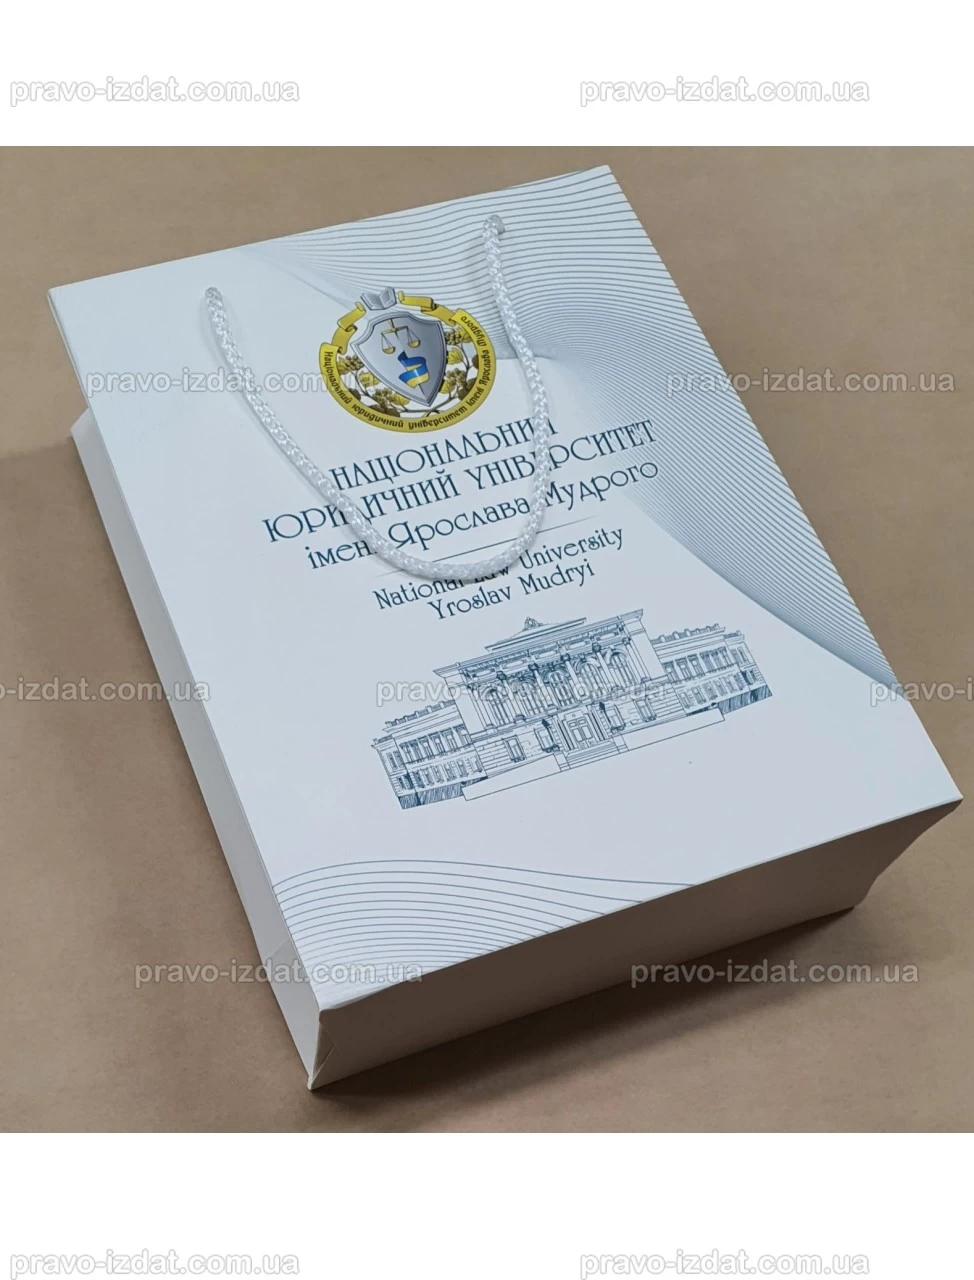 pravo-izdat.com.ua pravo-izdat.com.ua
pravo-izdat.com.ua pravo-izdat.com.ua
Національний юридичний університет імені Ярослава Мудрого
НАЦІОНАЛЬНИЙ
ЮРИДИЧНИЙ УНІВЕРСИТЕТ
імені Ярослава Мудрого
National Law University
Yroslav Mudryi
o-izdat.com.ua pravo-izdat.com.ua pravo-i
pravo-izdat.com.ua pravo-izdat.com.ua
pravo-izdat.com.ua pravo-izdat.com.ua